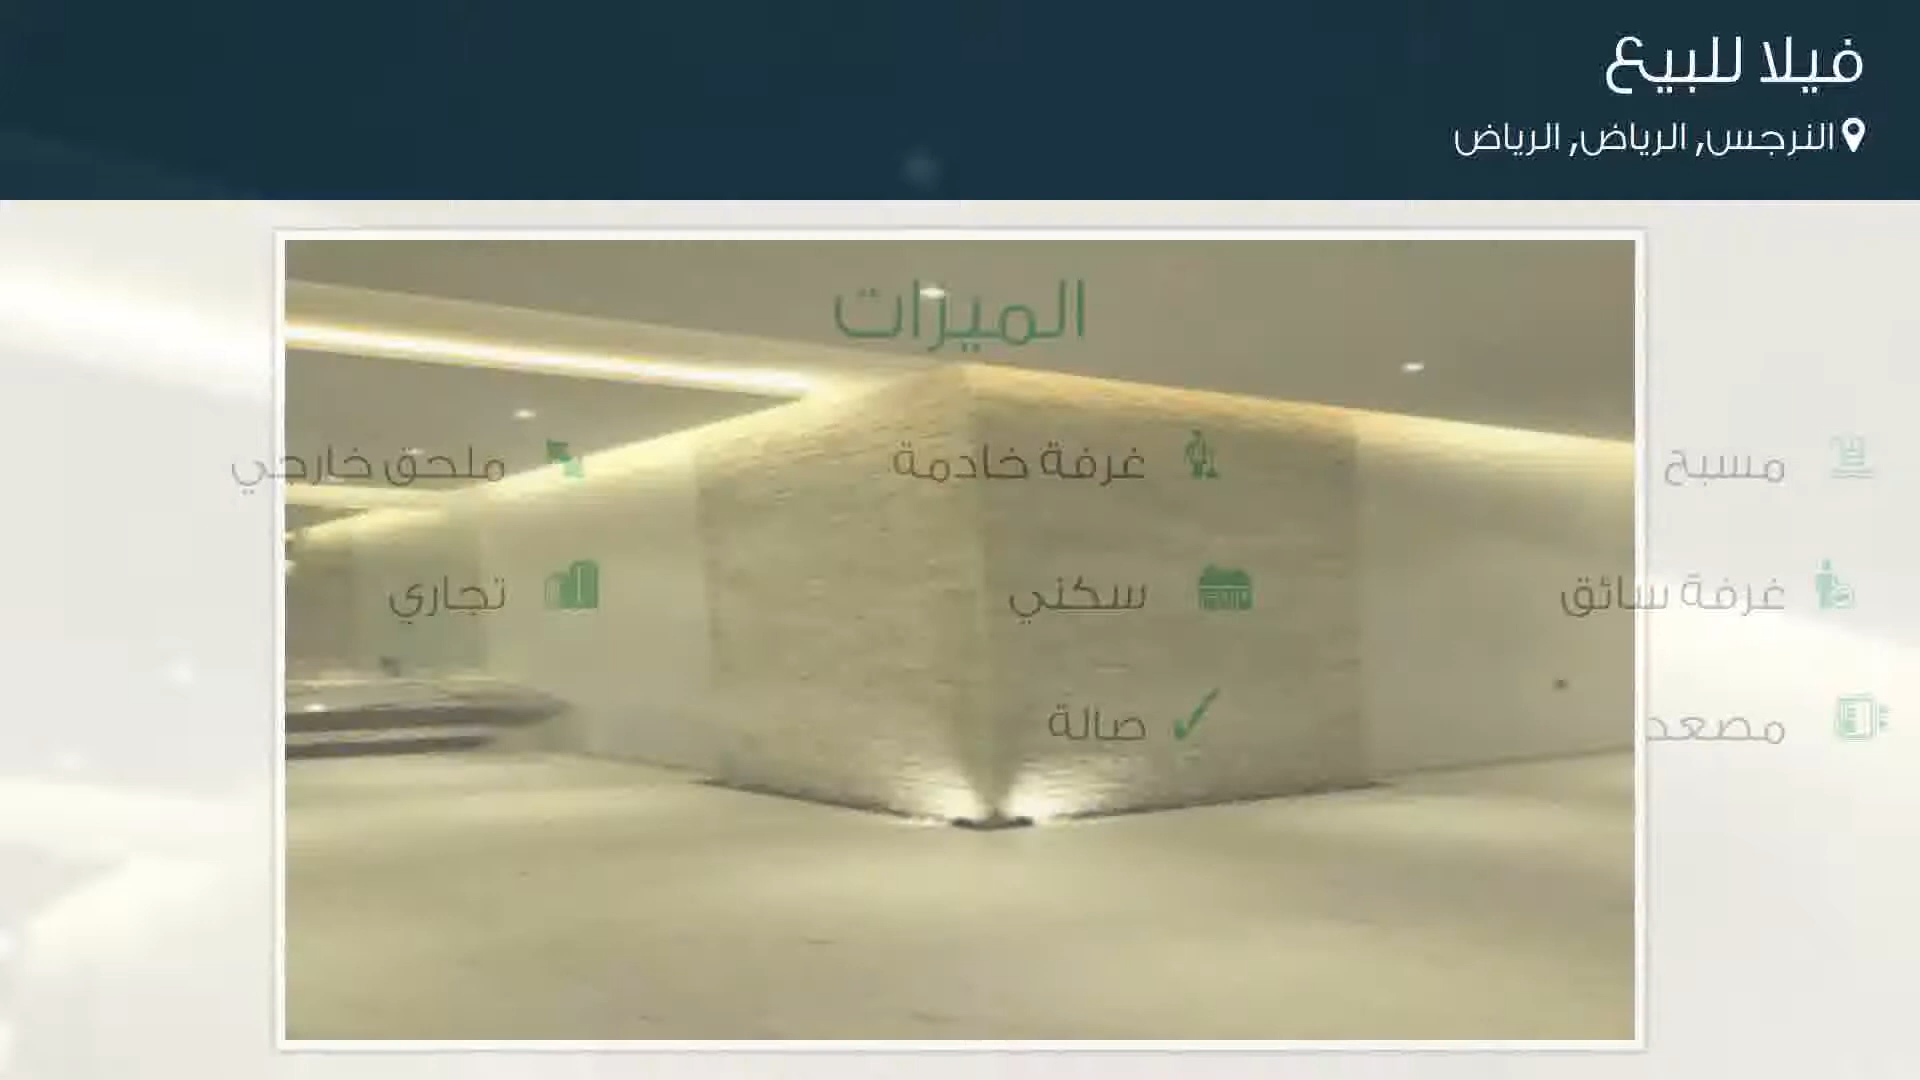 فيلا للبيع
النرجس, الرياض, الرياض
الميزات
مسبح
غرفة خادمة
ملحق خارجي
غرفة سائق
سكني
تجاري
مصعد
صالة